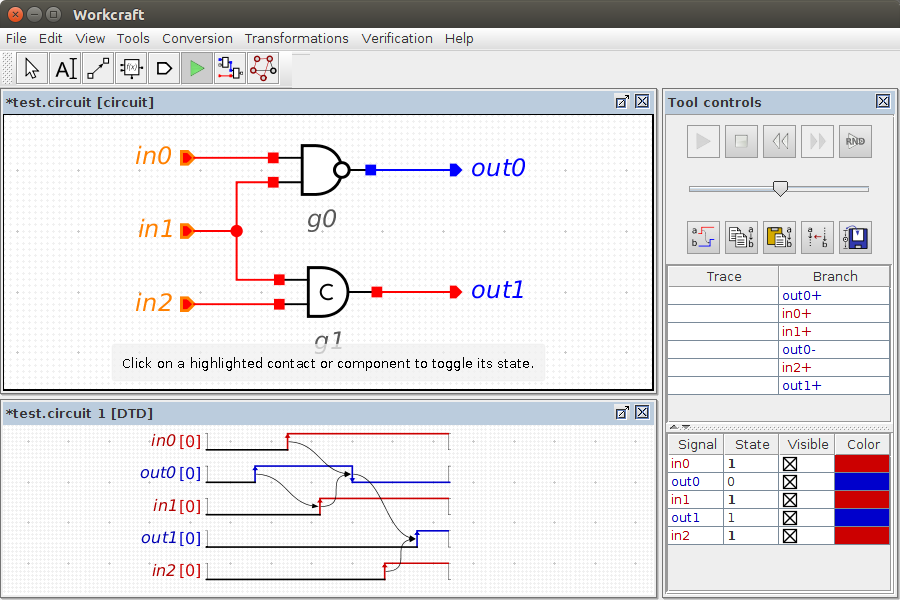 Workcraft
File Edit View Tools Conversion Transformations Verification Help
AI f(x)
*test.circuit [circuit]
in0
out0
in1
g0
in2
C
out1
g1
Click on a highlighted contact or component to toggle its state.
*test.circuit 1 [DTD]
in0 [0]
out0 [0]
in1 [0]
out1 [0]
in2 [0]
Tool controls
RND
a b a b a b a b
Trace Branch
out0+
in0+
in1+
out0-
in2+
out1+
Signal State Visible Color
in0 1
out0 0
in1 1
out1 1
in2 1